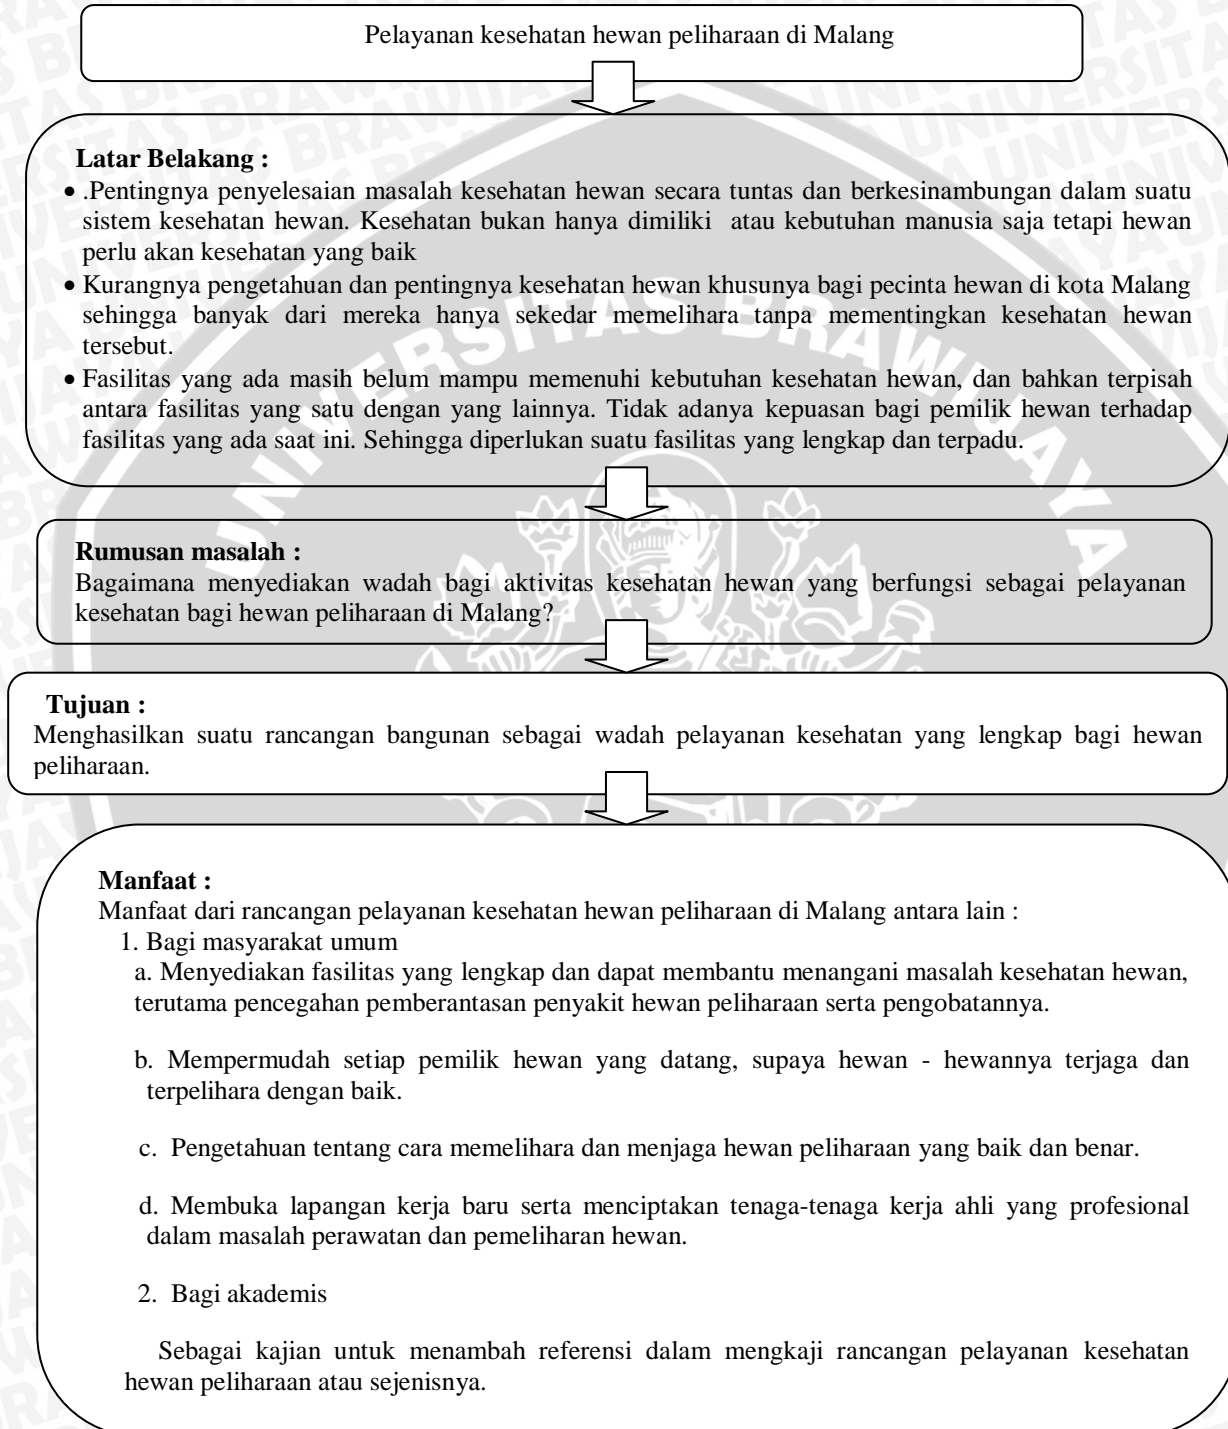 Pelayanan kesehatan hewan peliharaan di Malang
Latar Belakang :
• .Pentingnya penyelesaian masalah kesehatan hewan secara tuntas dan berkesinambungan dalam suatu
sistem kesehatan hewan. Kesehatan bukan hanya dimiliki atau kebutuhan manusia saja tetapi hewan
perlu akan kesehatan yang baik
• Kurangnya pengetahuan dan pentingnya kesehatan hewan khusunya bagi pecinta hewan di kota Malang
sehingga banyak dari mereka hanya sekedar memelihara tanpa mementingkan kesehatan hewan
tersebut.
• Fasilitas yang ada masih belum mampu memenuhi kebutuhan kesehatan hewan, dan bahkan terpisah
antara fasilitas yang satu dengan yang lainnya. Tidak adanya kepuasan bagi pemilik hewan terhadap
fasilitas yang ada saat ini. Sehingga diperlukan suatu fasilitas yang lengkap dan terpadu.
UNIVERSITAS BRAWIJAYA
Rumusan masalah :
Bagaimana menyediakan wadah bagi aktivitas kesehatan hewan yang berfungsi sebagai pelayanan
kesehatan bagi hewan peliharaan di Malang?
Tujuan :
Menghasilkan suatu rancangan bangunan sebagai wadah pelayanan kesehatan yang lengkap bagi hewan
peliharaan.
Manfaat :
Manfaat dari rancangan pelayanan kesehatan hewan peliharaan di Malang antara lain :
1. Bagi masyarakat umum
a. Menyediakan fasilitas yang lengkap dan dapat membantu menangani masalah kesehatan hewan,
terutama pencegahan pemberantasan penyakit hewan peliharaan serta pengobatannya.
b. Mempermudah setiap pemilik hewan yang datang, supaya hewan - hewannya terjaga dan
terpelihara dengan baik.
c. Pengetahuan tentang cara memelihara dan menjaga hewan peliharaan yang baik dan benar.
d. Membuka lapangan kerja baru serta menciptakan tenaga-tenaga kerja ahli yang profesional
dalam masalah perawatan dan pemeliharan hewan.
2. Bagi akademis
Sebagai kajian untuk menambah referensi dalam mengkaji rancangan pelayanan kesehatan
hewan peliharaan atau sejenisnya.